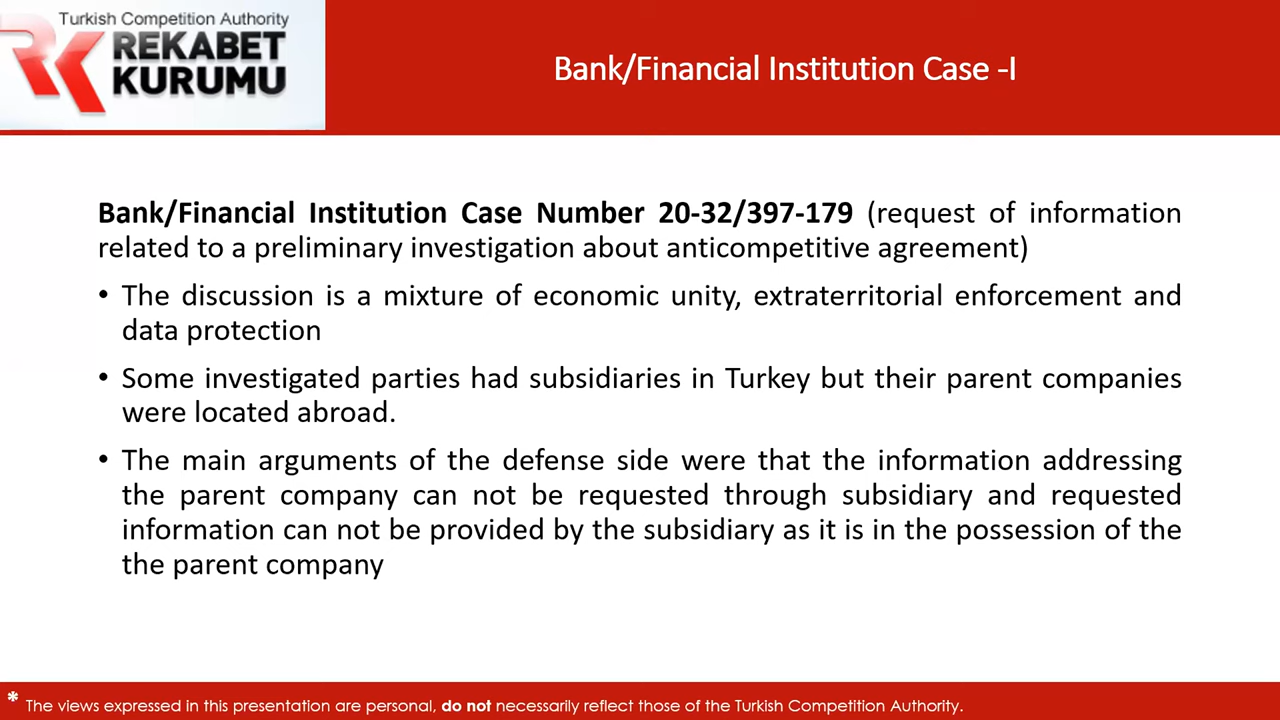 Turkish Competition Authority
REKABET
KURUMU
Bank/Financial Institution Case -I
Bank/Financial Institution Case Number 20-32/397-179 (request of information
related to a preliminary investigation about anticompetitive agreement)
• The discussion is a mixture of economic unity, extraterritorial enforcement and
data protection
• Some investigated parties had subsidiaries in Turkey but their parent companies
were located abroad.
• The main arguments of the defense side were that the information addressing
the parent company can not be requested through subsidiary and requested
information can not be provided by the subsidiary as it is in the possession of the
the parent company
* The views expressed in this presentation are personal, do not necessarily reflect those of the Turkish Competition Authority.